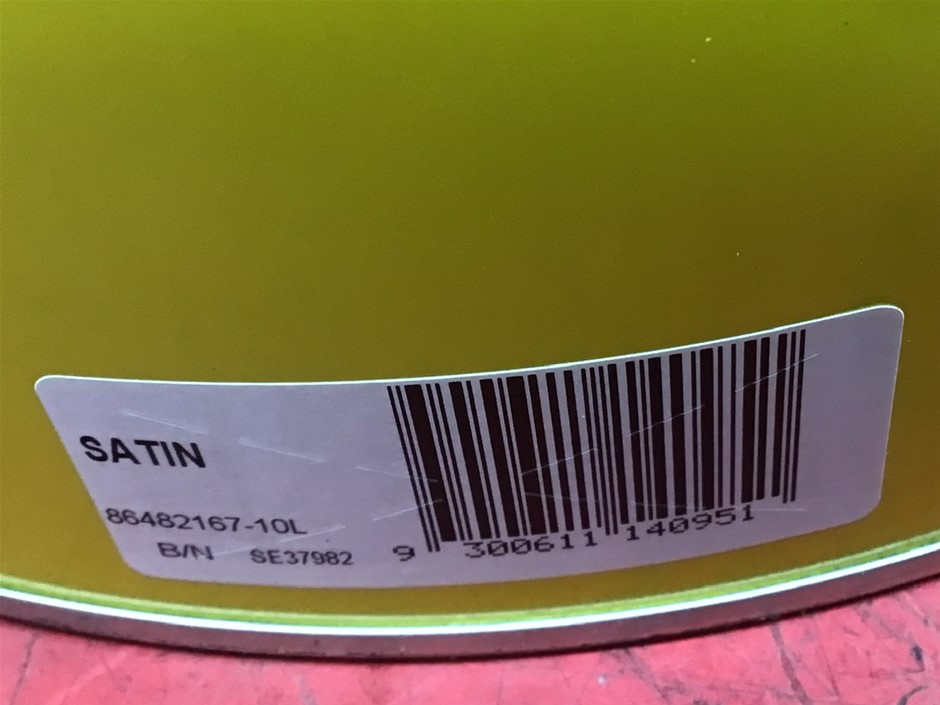 SATIN
86482167-10L
B/N SE37982
9 300611 140951